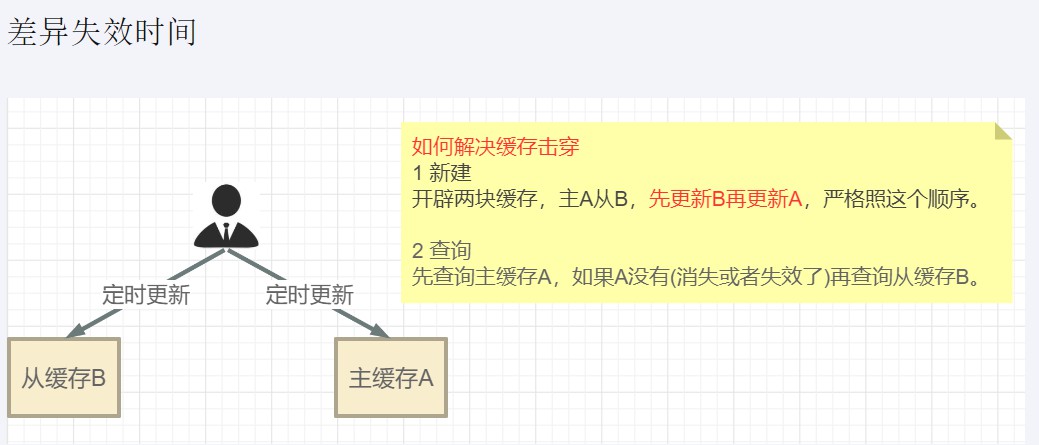 差异失效时间
如何解决缓存击穿
1 新建
开辟两块缓存，主A从B，先更新B再更新A，严格照这个顺序。
2 查询
先查询主缓存A，如果A没有(消失或者失效了)再查询从缓存B。
定时更新
定时更新
从缓存B
主缓存A